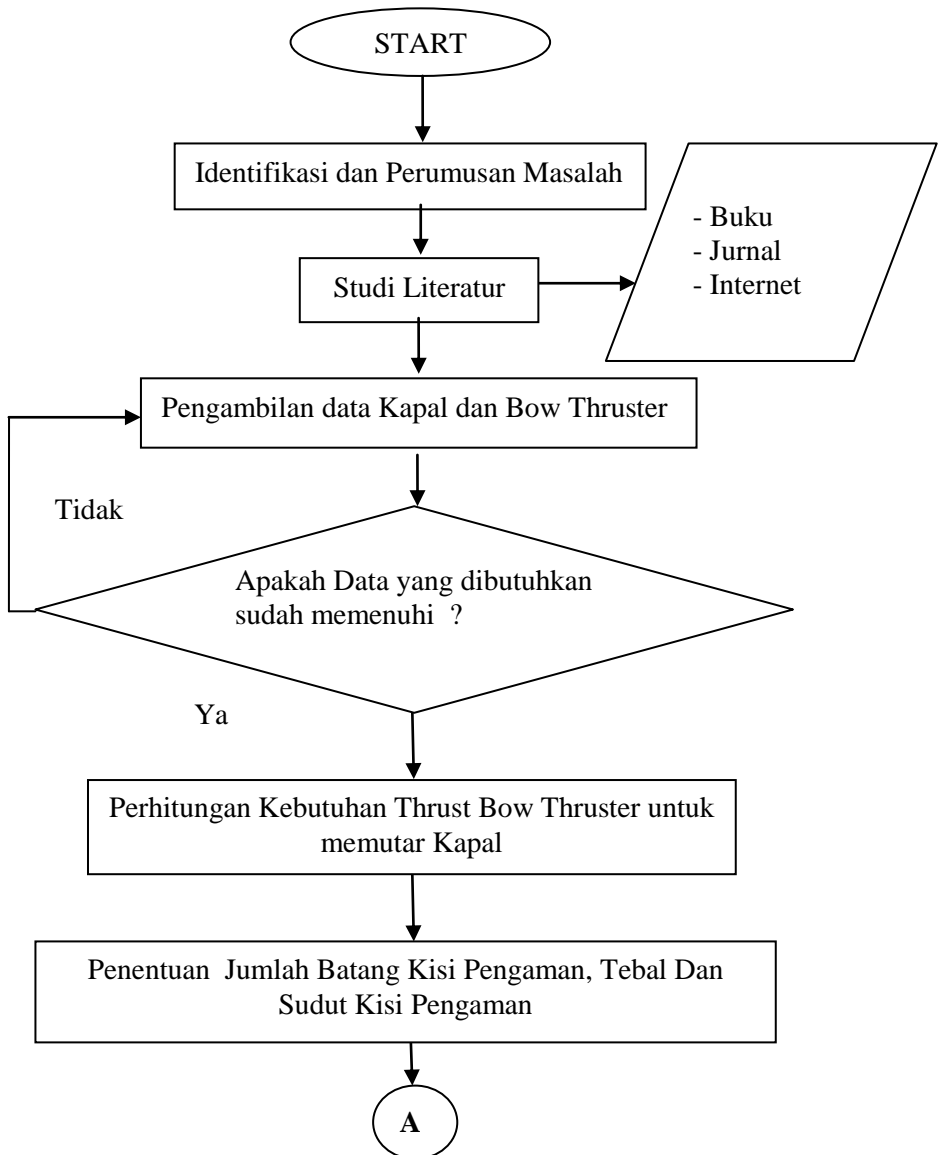 START
Identifikasi dan Perumusan Masalah
- Buku
- Jurnal
- Internet
Studi Literatur
Pengambilan data Kapal dan Bow Thruster
Tidak
Apakah Data yang dibutuhkan
sudah memenuhi ?
Ya
Perhitungan Kebutuhan Thrust Bow Thruster untuk
memutar Kapal
Penentuan Jumlah Batang Kisi Pengaman, Tebal Dan
Sudut Kisi Pengaman
A